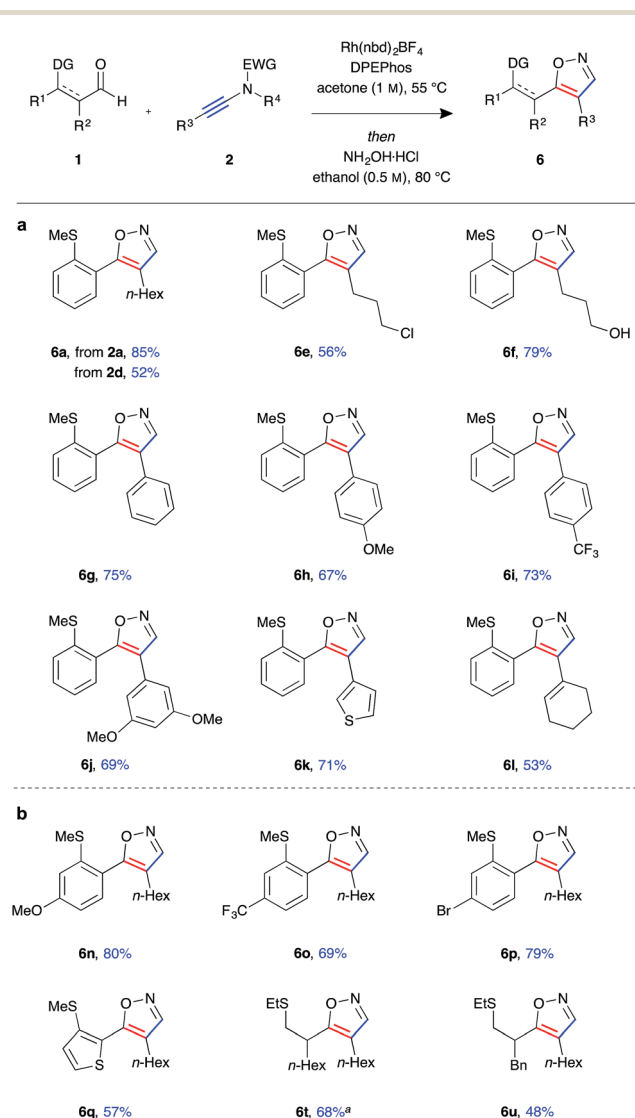 DG
O
R1
H
R2
1
+
EWG
N
R4
R3
2
Rh(nbd)2BF4
DPEPhos
acetone (1 M), 55 °C
then
NH2OH·HCl
ethanol (0.5 M), 80 °C
DG
O N
R1
R2
R3
6
a
MeS
O N
n-Hex
6a, from 2a, 85%
from 2d, 52%
MeS
O N
Cl
6e, 56%
MeS
O N
OH
6f, 79%
MeS
O N
6g, 75%
MeS
O N
OMe
6h, 67%
MeS
O N
CF3
6i, 73%
MeS
O N
OMe
MeO
6j, 69%
MeS
O N
S
6k, 71%
MeS
O N
6l, 53%
b
MeS
O N
n-Hex
MeO
6n, 80%
MeS
O N
n-Hex
F3C
6o, 69%
MeS
O N
n-Hex
Br
6p, 79%
MeS
O N
S
n-Hex
6q, 57%
EtS
O N
n-Hex n-Hex
6t, 68%a
EtS
O N
Bn n-Hex
6u, 48%